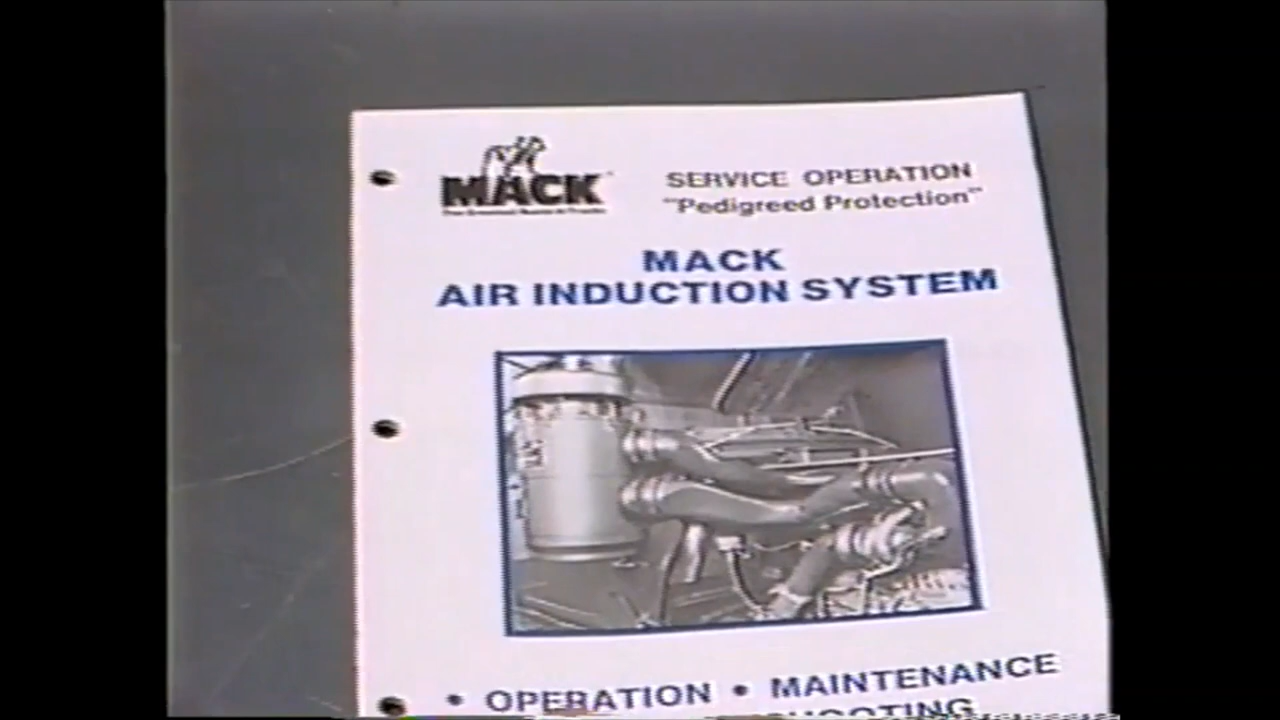 MACK
SERVICE OPERATION
"Pedigreed Protection"
MACK
AIR INDUCTION SYSTEM
• OPERATION • MAINTENANCE